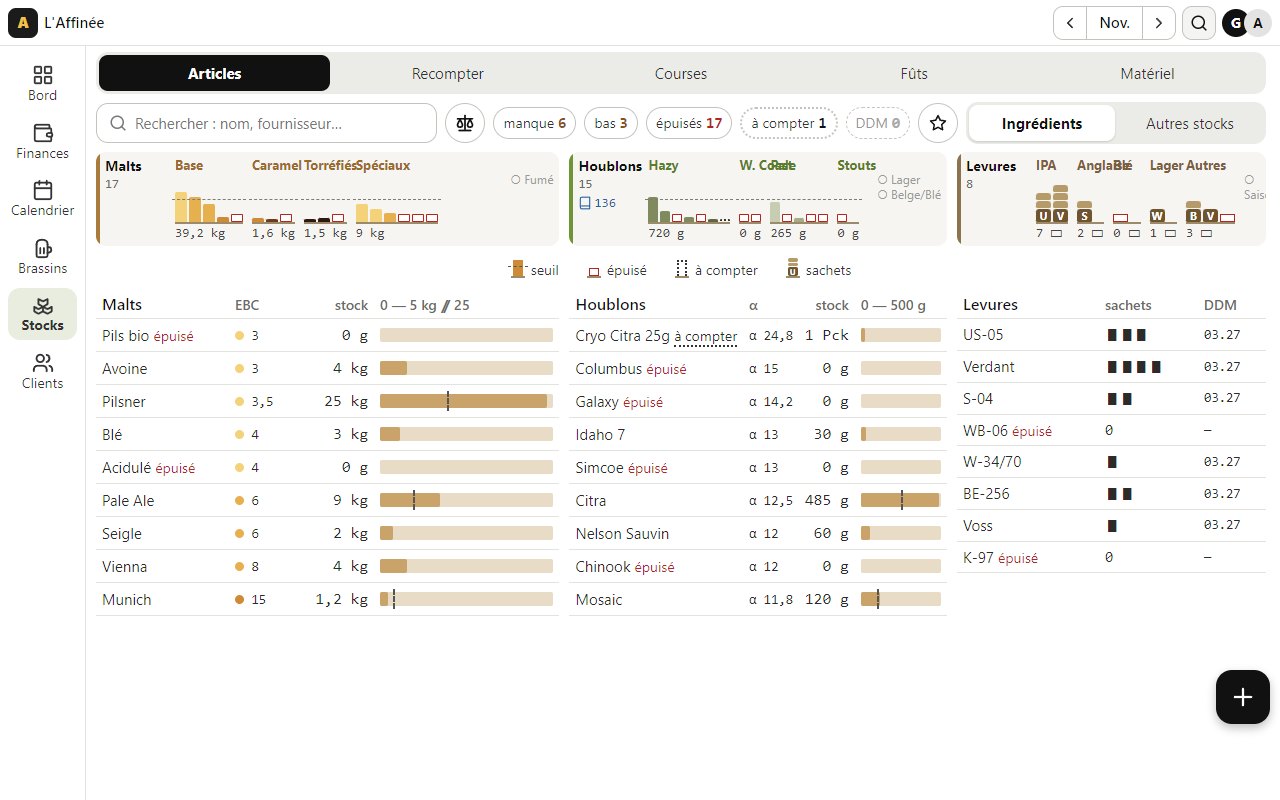 A L'Affinée
Nov.
G A
Articles Recompter Courses Fûts Matériel
Rechercher : nom, fournisseur…
manque 6 bas 3 épuisés 17 à compter 1 DDM 0
Ingrédients Autres stocks
Bord
Finances
Calendrier
Brassins
Stocks
Clients
Malts Base Caramel Torréfiés Spéciaux
17
Fumé
39,2 kg 1,6 kg 1,5 kg 9 kg
Houblons Hazy W. Coast Pale Stouts
15
136
Lager
Belge/Blé
720 g 0 g 265 g 0 g
Levures IPA Anglaise Blé Lager Autres
8
U V S W B V
7 2 0 1 3
seuil épuisé à compter U sachets
Malts EBC stock 0 — 5 kg // 25
Pils bio épuisé 3 0 g
Avoine 3 4 kg
Pilsner 3,5 25 kg
Blé 4 3 kg
Acidulé épuisé 4 0 g
Pale Ale 6 9 kg
Seigle 6 2 kg
Vienna 8 4 kg
Munich 15 1,2 kg
Houblons α stock 0 — 500 g
Cryo Citra 25g à compter α 24,8 1 Pck
Columbus épuisé α 15 0 g
Galaxy épuisé α 14,2 0 g
Idaho 7 α 13 30 g
Simcoe épuisé α 13 0 g
Citra α 12,5 485 g
Nelson Sauvin α 12 60 g
Chinook épuisé α 12 0 g
Mosaic α 11,8 120 g
Levures sachets DDM
US-05 03.27
Verdant 03.27
S-04 03.27
WB-06 épuisé 0 –
W-34/70 03.27
BE-256 03.27
Voss 03.27
K-97 épuisé 0 –